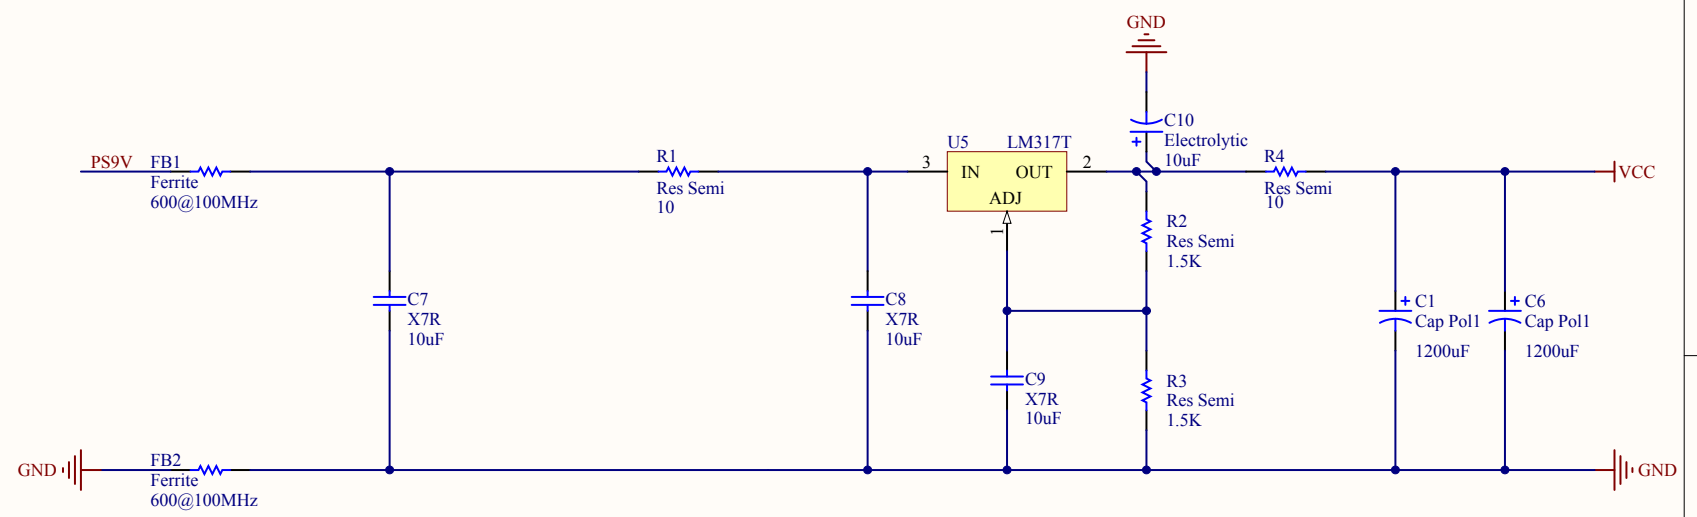 GND
C10
Electrolytic
10uF
PS9V
FB1
Ferrite
600@100MHz
R1
Res Semi
10
U5
LM317T
3
IN
OUT
2
ADJ
1
R4
Res Semi
10
VCC
R2
Res Semi
1.5K
C7
X7R
10uF
C8
X7R
10uF
C1
Cap Pol1
1200uF
C6
Cap Pol1
1200uF
C9
X7R
10uF
R3
Res Semi
1.5K
GND
FB2
Ferrite
600@100MHz
GND